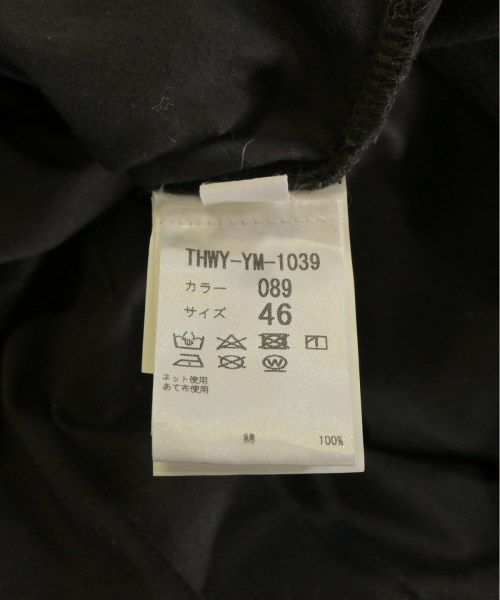 THWY-YM-1039
カラー 089
サイズ 46
ネット使用
あて布使用
綿 100%